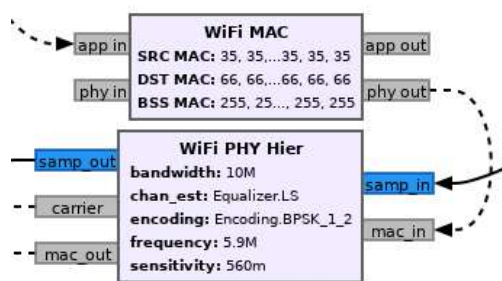 WiFi MAC
app in
SRC MAC: 35, 35,...35, 35, 35
app out
DST MAC: 66, 66,...66, 66, 66
phy in
BSS MAC: 255, 25..., 255, 255
phy out
WiFi PHY Hier
samp_out
bandwidth: 10M
samp_in
chan_est: Equalizer.LS
carrier
encoding: Encoding.BPSK_1_2
mac_in
frequency: 5.9M
mac_out
sensitivity: 560m